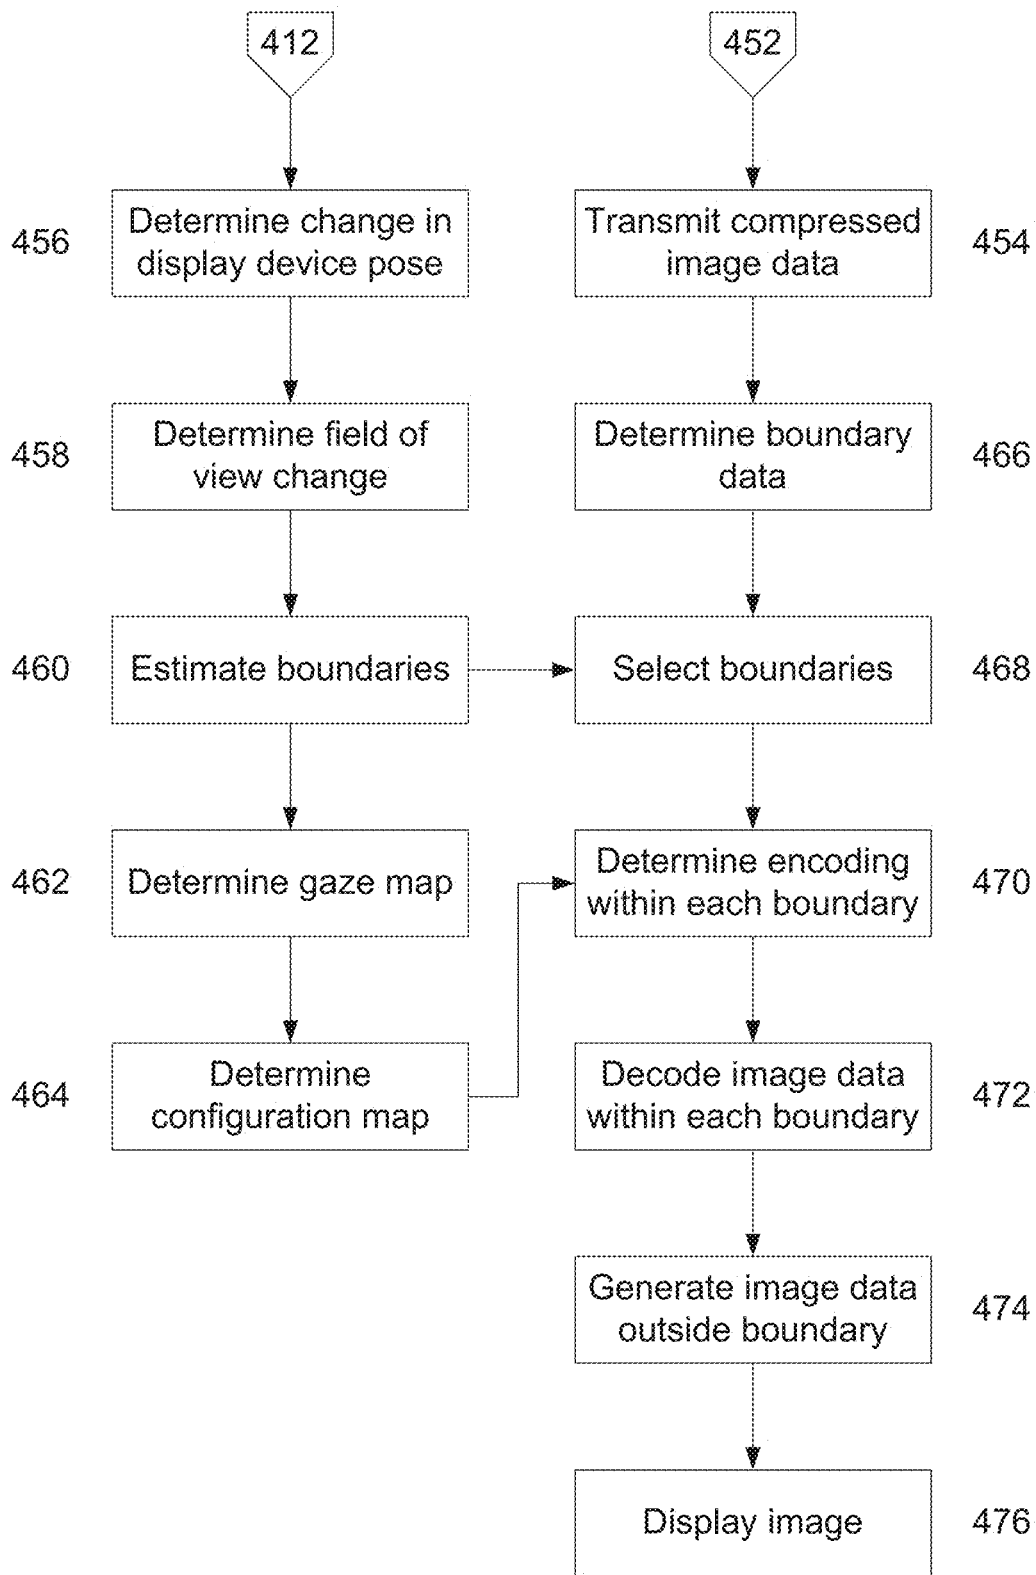 412
452
456
Determine change in
display device pose
Transmit compressed
image data
454
458
Determine field of
view change
Determine boundary
data
466
460
Estimate boundaries
Select boundaries
468
462
Determine gaze map
Determine encoding
within each boundary
470
464
Determine
configuration map
Decode image data
within each boundary
472
Generate image data
outside boundary
474
Display image
476